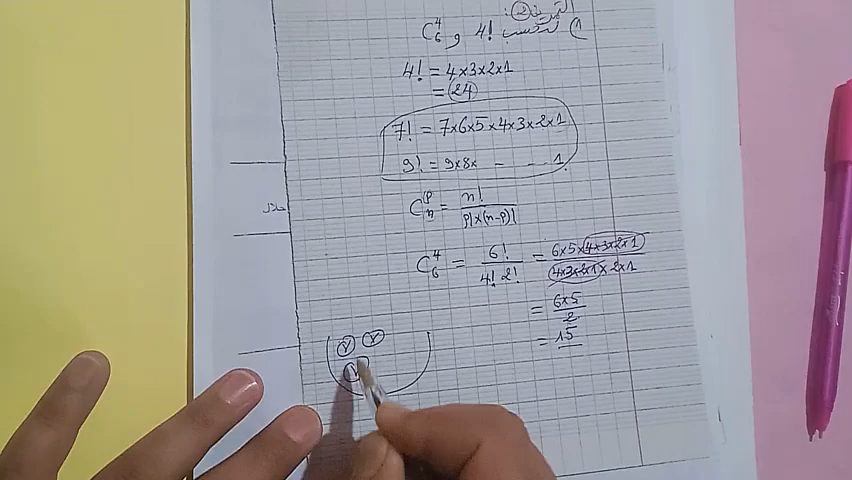 التمرين ②
1) لنحسب 4! و C₆⁴
4! = 4×3×2×1
= 24
7! = 7×6×5×4×3×2×1
9! = 9×8× - - - 1
Cₙᵖ = n! / p!×(n-p)!
C₆⁴ = 6! / 4! 2! = 6×5×4×3×2×1 / 4×3×2×1×2×1
= 6×5 / 2
= 15
V V